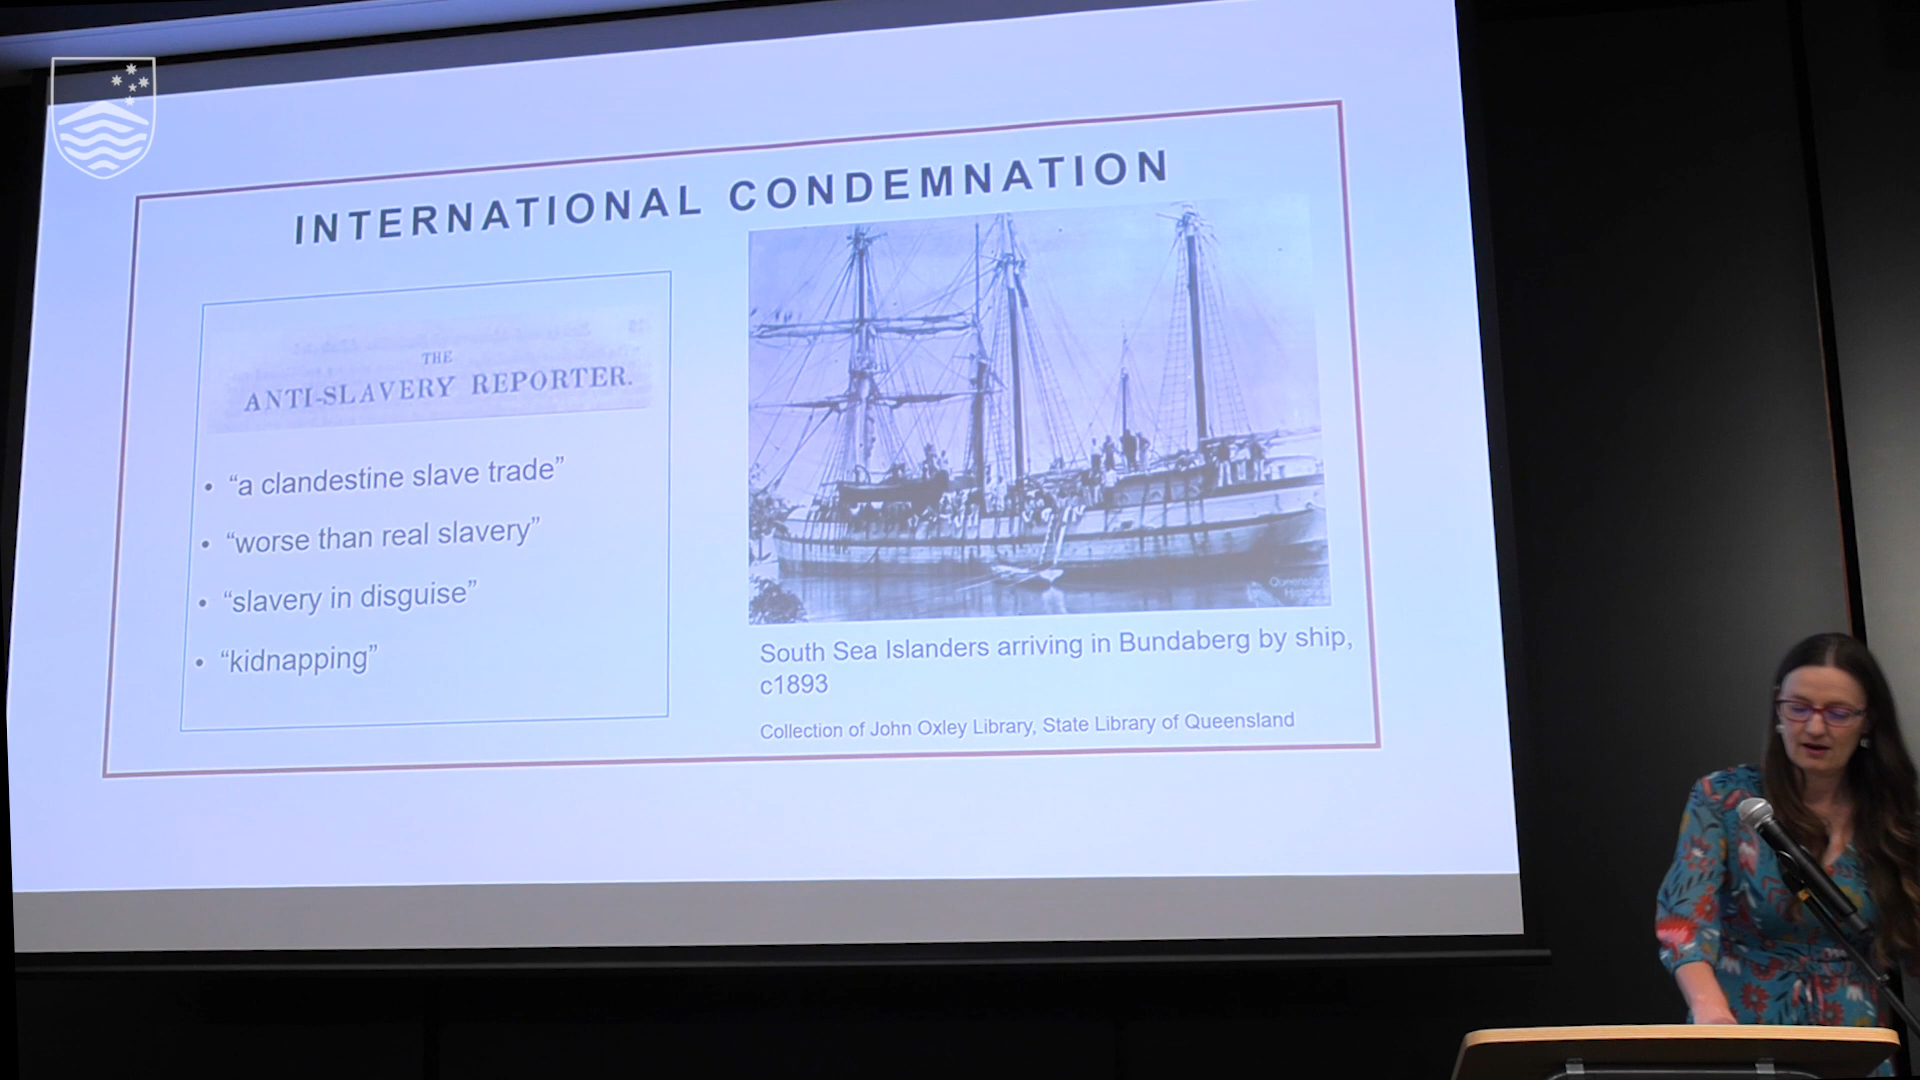 INTERNATIONAL CONDEMNATION
THE
ANTI-SLAVERY REPORTER.
• “a clandestine slave trade”
• “worse than real slavery”
• “slavery in disguise”
• “kidnapping”
South Sea Islanders arriving in Bundaberg by ship,
c1893
Collection of John Oxley Library, State Library of Queensland